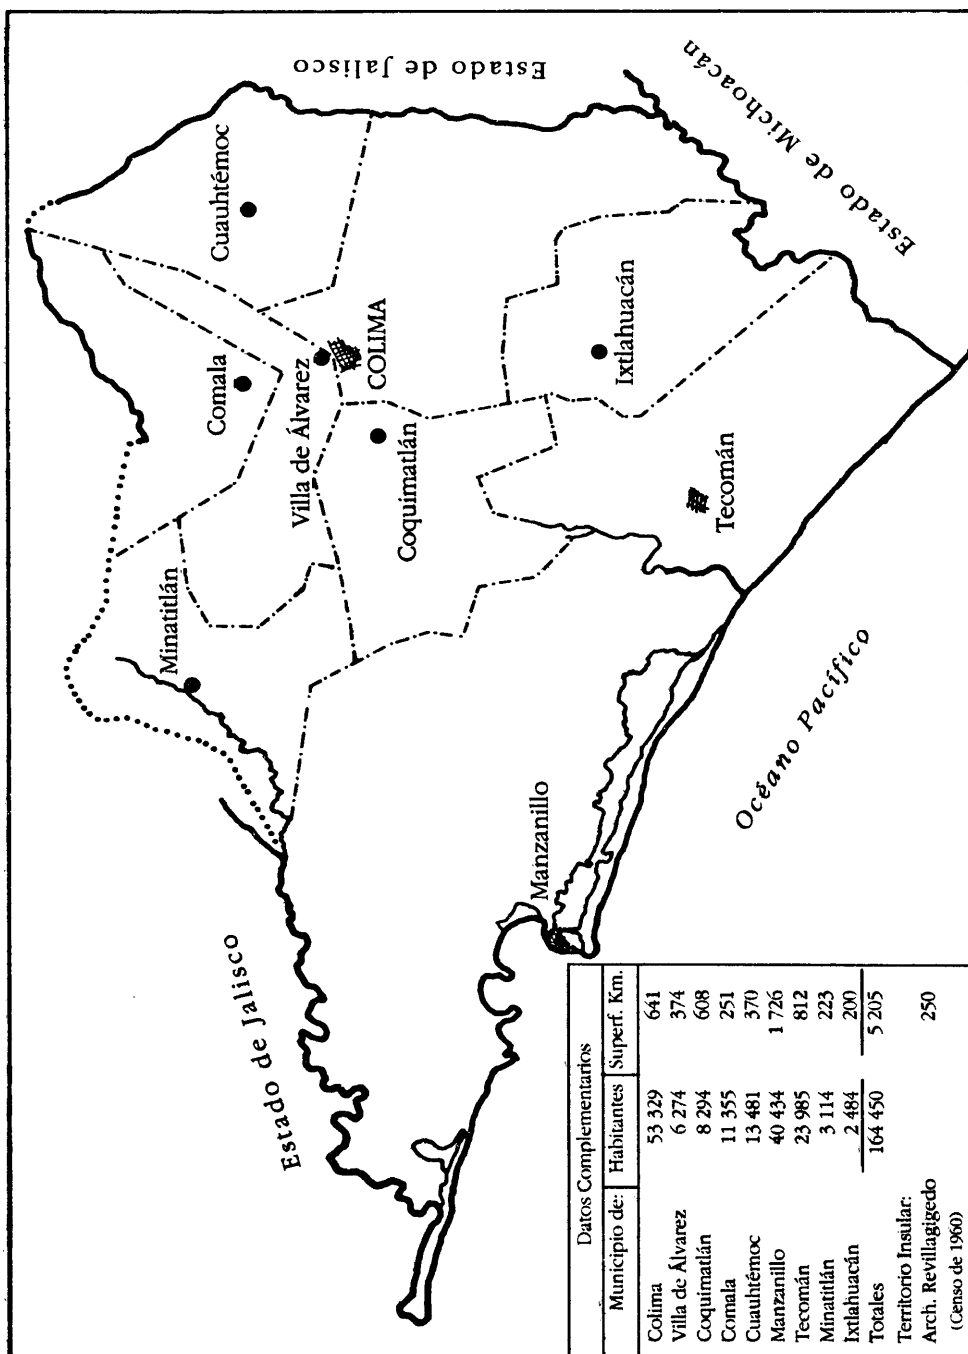 Estado de Jalisco
Estado de Jalisco
Estado de Michoacán
Océano Pacífico
Minatitlán
Comala
Cuauhtémoc
Villa de Álvarez
COLIMA
Coquimatlán
Ixtlahuacán
Tecomán
Manzanillo
Datos Complementarios
Municipio de: Habitantes Superf. Km.
Colima 53 329 641
Villa de Álvarez 6 274 374
Coquimatlán 8 294 608
Comala 11 355 251
Cuauhtémoc 13 481 370
Manzanillo 40 434 1 726
Tecomán 23 985 812
Minatitlán 3 114 223
Ixtlahuacán 2 484 200
Totales 164 450 5 205
Territorio Insular:
Arch. Revillagigedo 250
(Censo de 1960)